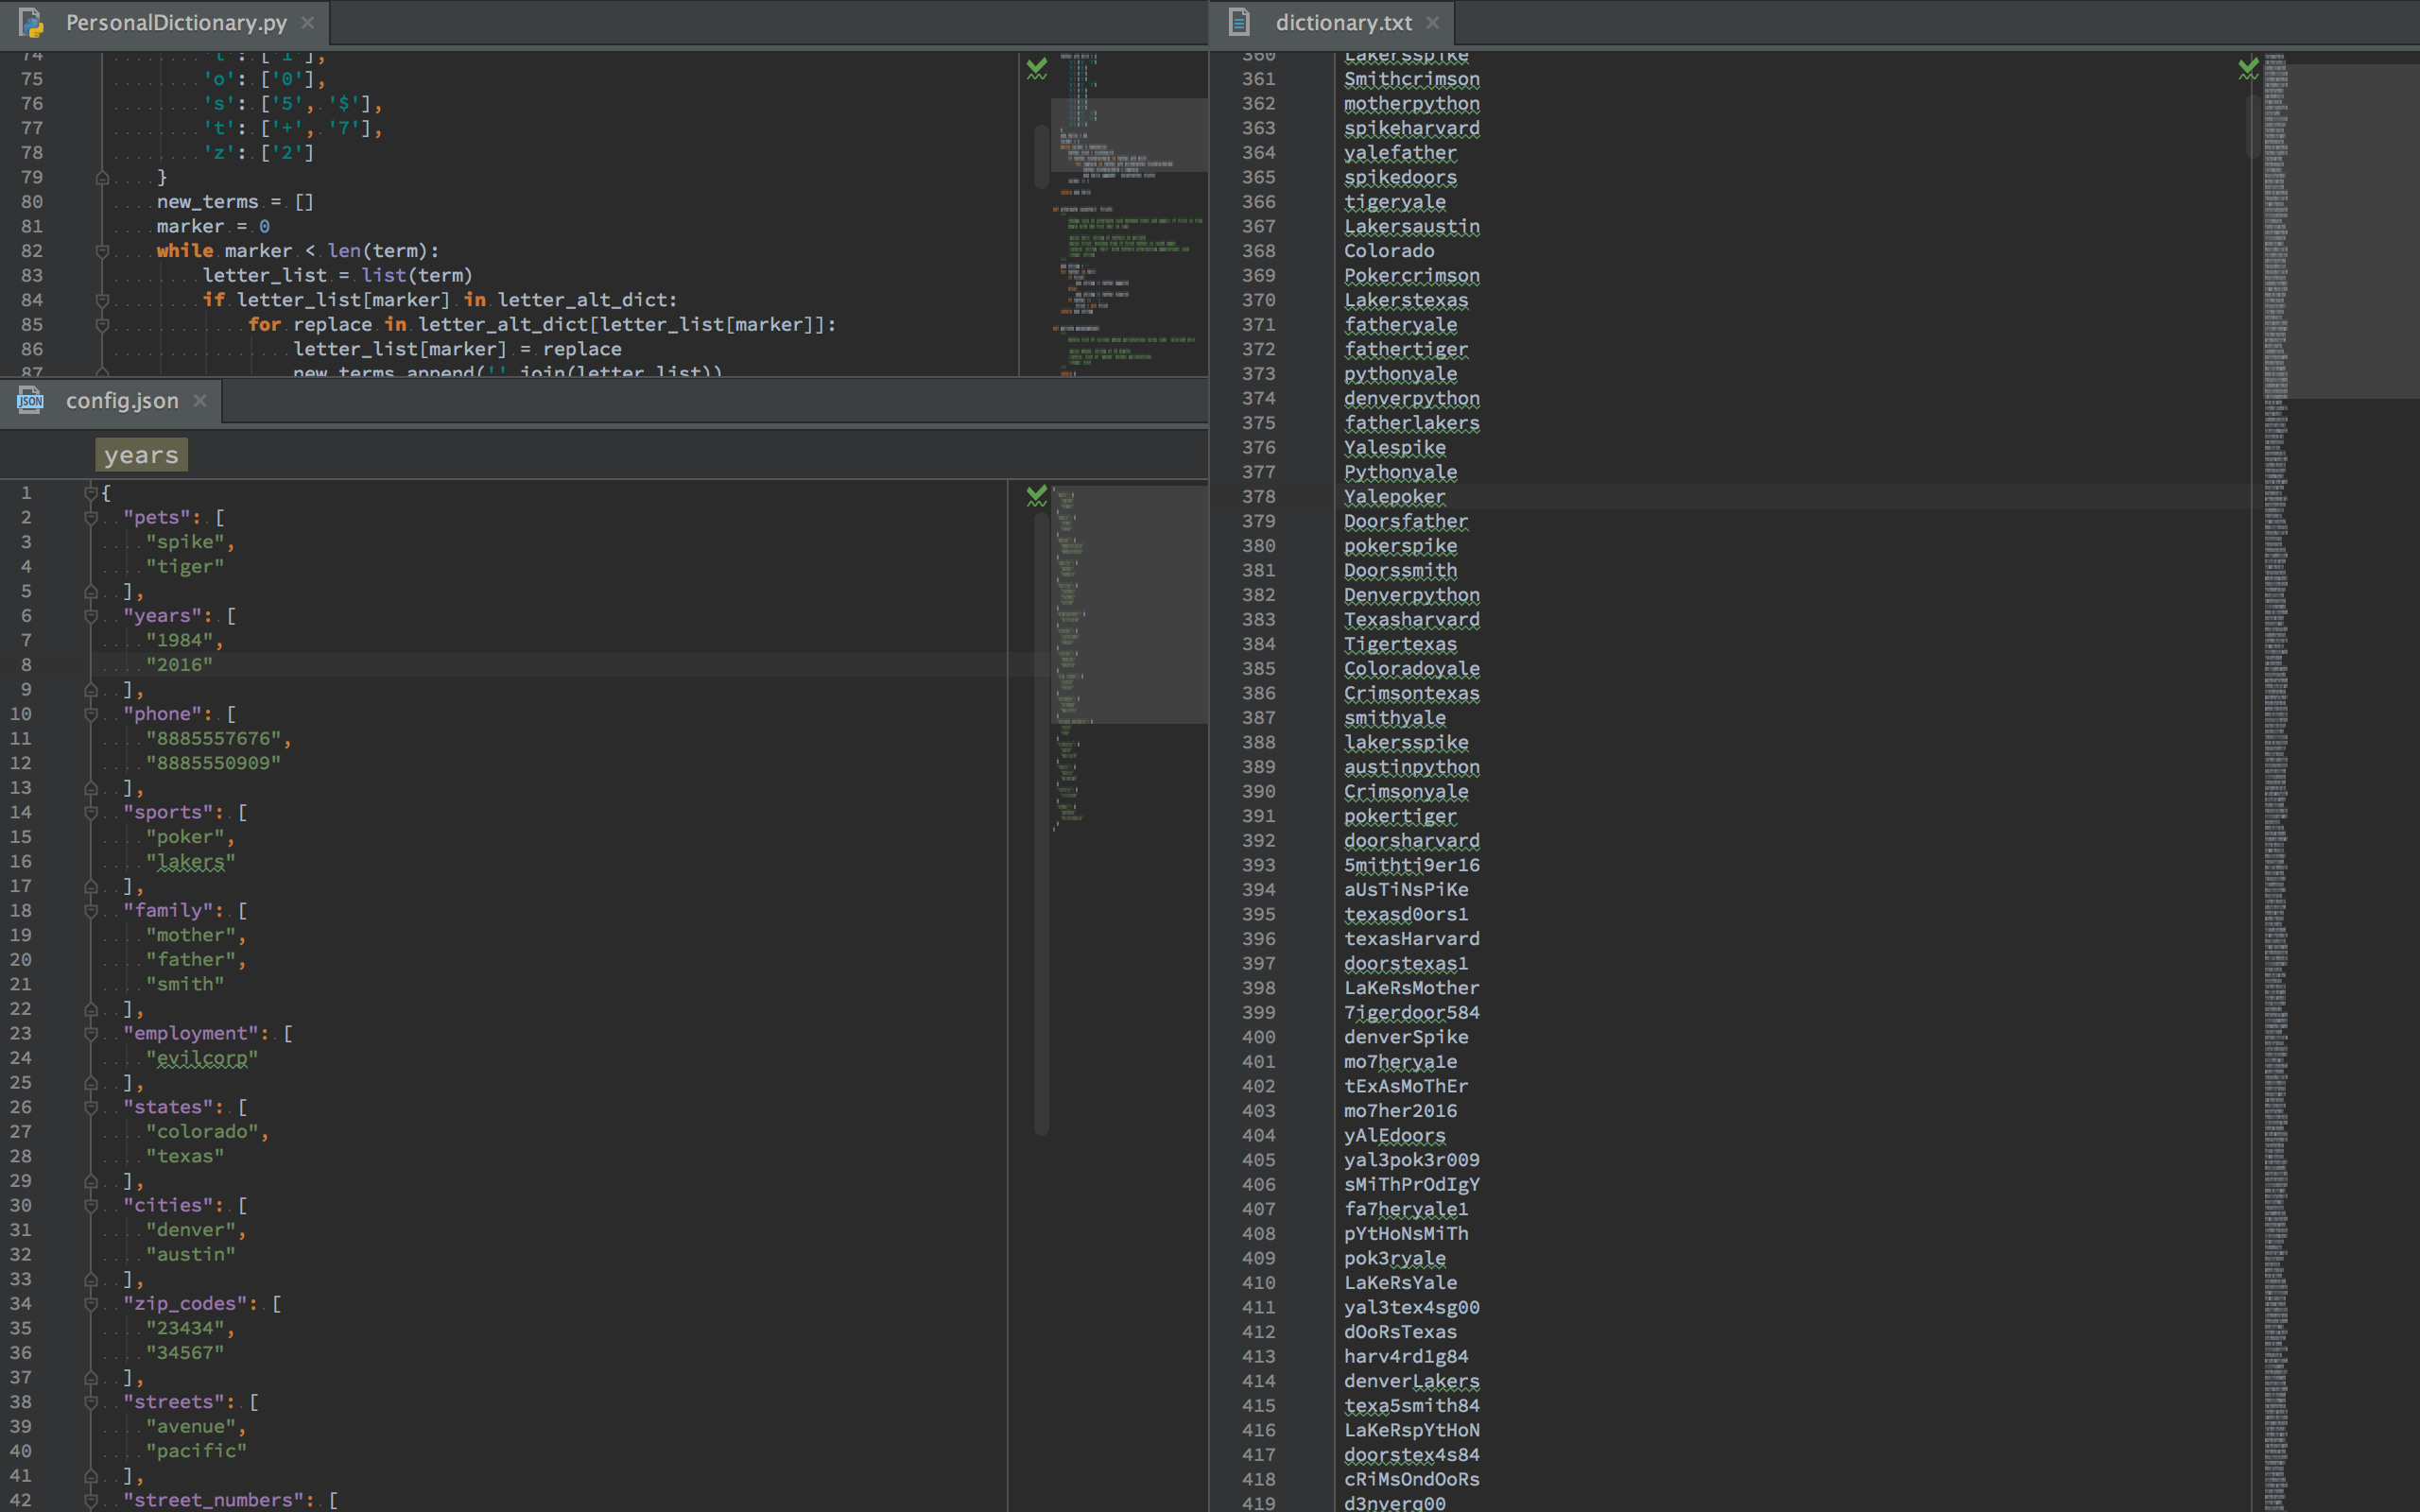 PersonalDictionary.py
74 'l': ['1'],
75 'o': ['0'],
76 's': ['5', '$'],
77 't': ['+', '7'],
78 'z': ['2']
79 }
80 new_terms = []
81 marker = 0
82 while marker < len(term):
83 letter_list = list(term)
84 if letter_list[marker] in letter_alt_dict:
85 for replace in letter_alt_dict[letter_list[marker]]:
86 letter_list[marker] = replace
87 new_terms.append(''.join(letter_list))
config.json
years
1 {
2 "pets": [
3 "spike",
4 "tiger"
5 ],
6 "years": [
7 "1984",
8 "2016"
9 ],
10 "phone": [
11 "8885557676",
12 "8885550909"
13 ],
14 "sports": [
15 "poker",
16 "lakers"
17 ],
18 "family": [
19 "mother",
20 "father",
21 "smith"
22 ],
23 "employment": [
24 "evilcorp"
25 ],
26 "states": [
27 "colorado",
28 "texas"
29 ],
30 "cities": [
31 "denver",
32 "austin"
33 ],
34 "zip_codes": [
35 "23434",
36 "34567"
37 ],
38 "streets": [
39 "avenue",
40 "pacific"
41 ],
42 "street_numbers": [
dictionary.txt
360 Lakersspike
361 Smithcrimson
362 motherpython
363 spikeharvard
364 yalefather
365 spikedoors
366 tigeryale
367 Lakersaustin
368 Colorado
369 Pokercrimson
370 Lakerstexas
371 fatheryale
372 fathertiger
373 pythonyale
374 denverpython
375 fatherlakers
376 Yalespike
377 Pythonyale
378 Yalepoker
379 Doorsfather
380 pokerspike
381 Doorssmith
382 Denverpython
383 Texasharvard
384 Tigertexas
385 Coloradoyale
386 Crimsontexas
387 smithyale
388 lakersspike
389 austinpython
390 Crimsonyale
391 pokertiger
392 doorsharvard
393 5mithti9er16
394 aUsTiNsPiKe
395 texasd0ors1
396 texasHarvard
397 doorstexas1
398 LaKeRsMother
399 7igerdoor584
400 denverSpike
401 mo7herya1e
402 tExAsMoThEr
403 mo7her2016
404 yAlEdoors
405 yal3pok3r009
406 sMiThPrOdIgY
407 fa7heryale1
408 pYtHoNsMiTh
409 pok3ryale
410 LaKeRsYale
411 yal3tex4sg00
412 dOoRsTexas
413 harv4rd1g84
414 denverLakers
415 texa5smith84
416 LaKeRspYtHoN
417 doorstex4s84
418 cRiMsOndOoRs
419 d3nverg00